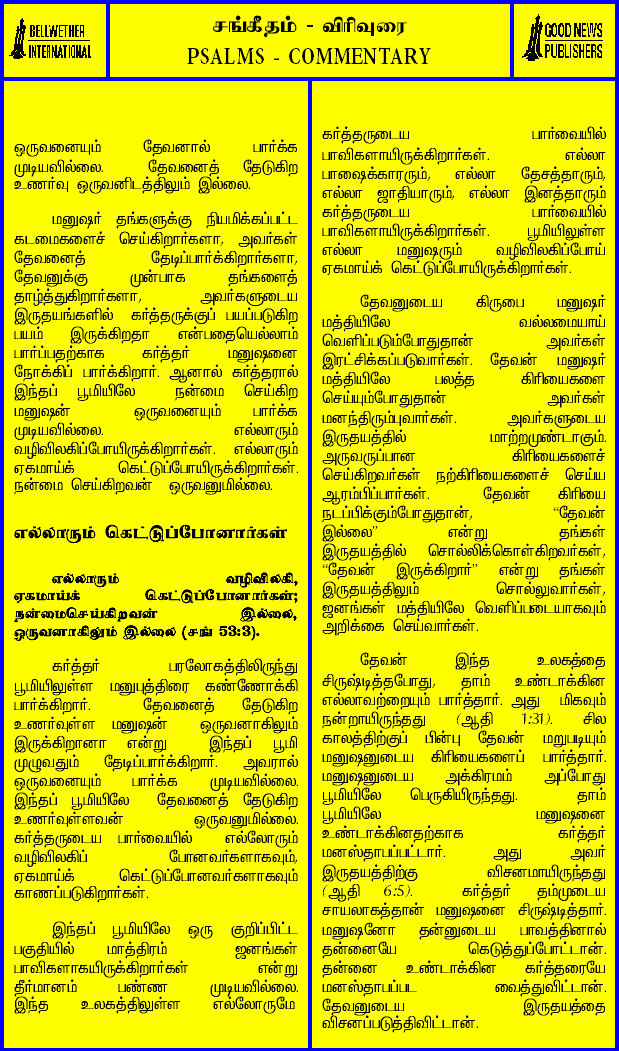 BELLWETHER
INTERNATIONAL
சங்கீதம் - விரிவுரை
PSALMS - COMMENTARY
GOOD NEWS
PUBLISHERS
ஒருவனையும் தேவனால் பார்க்க
முடியவில்லை. தேவனைத் தேடுகிற
உணர்வு ஒருவனிடத்திலும் இல்லை.
மனுஷர் தங்களுக்கு நியமிக்கப்பட்ட
கடமைகளைச் செய்கிறார்களா, அவர்கள்
தேவனைத் தேடிப்பார்க்கிறார்களா,
தேவனுக்கு முன்பாக தங்களைத்
தாழ்த்துகிறார்களா, அவர்களுடைய
இருதயங்களில் கர்த்தருக்குப் பயப்படுகிற
பயம் இருக்கிறதா என்பதையெல்லாம்
பார்ப்பதற்காக கர்த்தர் மனுஷனை
நோக்கிப் பார்க்கிறார். ஆனால் கர்த்தரால்
இந்தப் பூமியிலே நன்மை செய்கிற
மனுஷன் ஒருவனையும் பார்க்க
முடியவில்லை. எல்லாரும்
வழிவிலகிப்போயிருக்கிறார்கள். எல்லாரும்
ஏகமாய்க் கெட்டுப்போயிருக்கிறார்கள்.
நன்மை செய்கிறவன் ஒருவனுமில்லை.
எல்லாரும் கெட்டுப்போனார்கள்
எல்லாரும் வழிவிலகி,
ஏகமாய்க் கெட்டுப்போனார்கள்;
நன்மைசெய்கிறவன் இல்லை,
ஒருவனாகிலும் இல்லை (சங் 53:3).
கர்த்தர் பரலோகத்திலிருந்து
பூமியிலுள்ள மனுபுத்திரை கண்ணோக்கி
பார்க்கிறார். தேவனைத் தேடுகிற
உணர்வுள்ள மனுஷன் ஒருவனாகிலும்
இருக்கிறானா என்று இந்தப் பூமி
முழுவதும் தேடிப்பார்க்கிறார். அவரால்
ஒருவனையும் பார்க்க முடியவில்லை.
இந்தப் பூமியிலே தேவனைத் தேடுகிற
உணர்வுள்ளவன் ஒருவனுமில்லை.
கர்த்தருடைய பார்வையில் எல்லோரும்
வழிவிலகிப் போனவர்களாகவும்,
ஏகமாய்க் கெட்டுப்போனவர்களாகவும்
காணப்படுகிறார்கள்.
இந்தப் பூமியிலே ஒரு குறிப்பிட்ட
பகுதியில் மாத்திரம் ஜனங்கள்
பாவிகளாகயிருக்கிறார்கள் என்று
தீர்மானம் பண்ண முடியவில்லை.
இந்த உலகத்திலுள்ள எல்லோருமே
கர்த்தருடைய பார்வையில்
பாவிகளாயிருக்கிறார்கள். எல்லா
பாஷைக்காரரும், எல்லா தேசத்தாரும்,
எல்லா ஜாதியாரும், எல்லா இனத்தாரும்
கர்த்தருடைய பார்வையில்
பாவிகளாயிருக்கிறார்கள். பூமியிலுள்ள
எல்லா மனுஷரும் வழிவிலகிப்போய்
ஏகமாய்க் கெட்டுப்போயிருக்கிறார்கள்.
தேவனுடைய கிருபை மனுஷர்
மத்தியிலே வல்லமையாய்
வெளிப்படும்போதுதான் அவர்கள்
இரட்சிக்கப்படுவார்கள். தேவன் மனுஷர்
மத்தியிலே பலத்த கிரியைகளை
செய்யும்போதுதான் அவர்கள்
மனந்திரும்புவார்கள். அவர்களுடைய
இருதயத்தில் மாற்றமுண்டாகும்.
அருவருப்பான கிரியைகளைச்
செய்கிறவர்கள் நற்கிரியைகளைச் செய்ய
ஆரம்பிப்பார்கள். தேவன் கிரியை
நடப்பிக்கும்போதுதான், “தேவன்
இல்லை” என்று தங்கள்
இருதயத்தில் சொல்லிக்கொள்கிறவர்கள்,
“தேவன் இருக்கிறார்” என்று தங்கள்
இருதயத்திலும் சொல்லுவார்கள்,
ஜனங்கள் மத்தியிலே வெளிப்படையாகவும்
அறிக்கை செய்வார்கள்.
தேவன் இந்த உலகத்தை
சிருஷ்டித்தபோது, தாம் உண்டாக்கின
எல்லாவற்றையும் பார்த்தார். அது மிகவும்
நன்றாயிருந்தது (ஆதி 1:31). சில
காலத்திற்குப் பின்பு தேவன் மறுபடியும்
மனுஷனுடைய கிரியைகளைப் பார்த்தார்.
மனுஷனுடைய அக்கிரமம் அப்போது
பூமியிலே பெருகியிருந்தது. தாம்
பூமியிலே மனுஷனை
உண்டாக்கினதற்காக கர்த்தர்
மனஸ்தாபப்பட்டார். அது அவர்
இருதயத்திற்கு விசனமாயிருந்தது
(ஆதி 6:5). கர்த்தர் தம்முடைய
சாயலாகத்தான் மனுஷனை சிருஷ்டித்தார்.
மனுஷனோ தன்னுடைய பாவத்தினால்
தன்னையே கெடுத்துப்போட்டான்.
தன்னை உண்டாக்கின கர்த்தரையே
மனஸ்தாபப்பட வைத்துவிட்டான்.
தேவனுடைய இருதயத்தை
விசனப்படுத்திவிட்டான்.